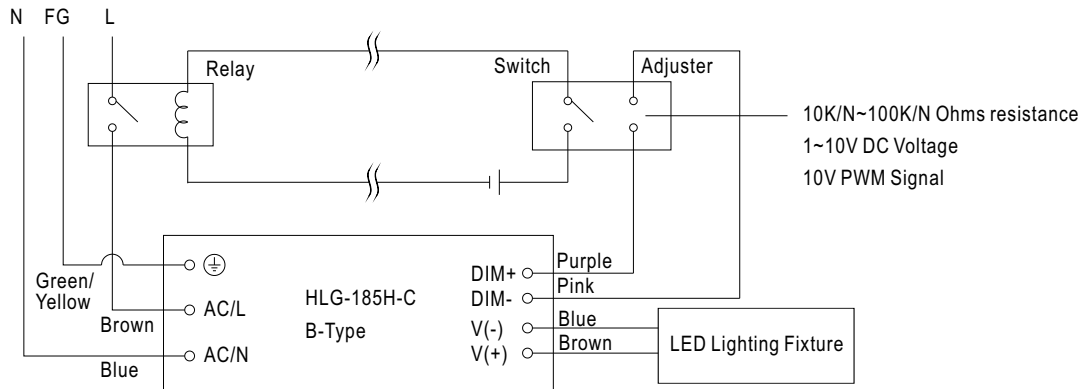 N FG L
Relay
Switch
Adjuster
10K/N~100K/N Ohms resistance
1~10V DC Voltage
10V PWM Signal
Green/
Yellow
Brown
Blue
AC/L
AC/N
HLG-185H-C
B-Type
DIM+
DIM-
V(-)
V(+)
Purple
Pink
Blue
Brown
LED Lighting Fixture